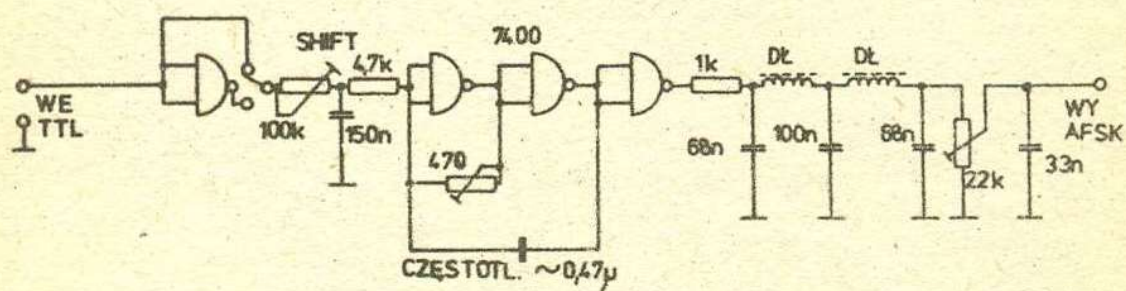 7400
SHIFT
4,7k
1k
DŁ
DŁ
WE
TTL
100k
150n
470
68n
100n
68n
22k
33n
WY
AFSK
CZĘSTOTL. ~0,47µ